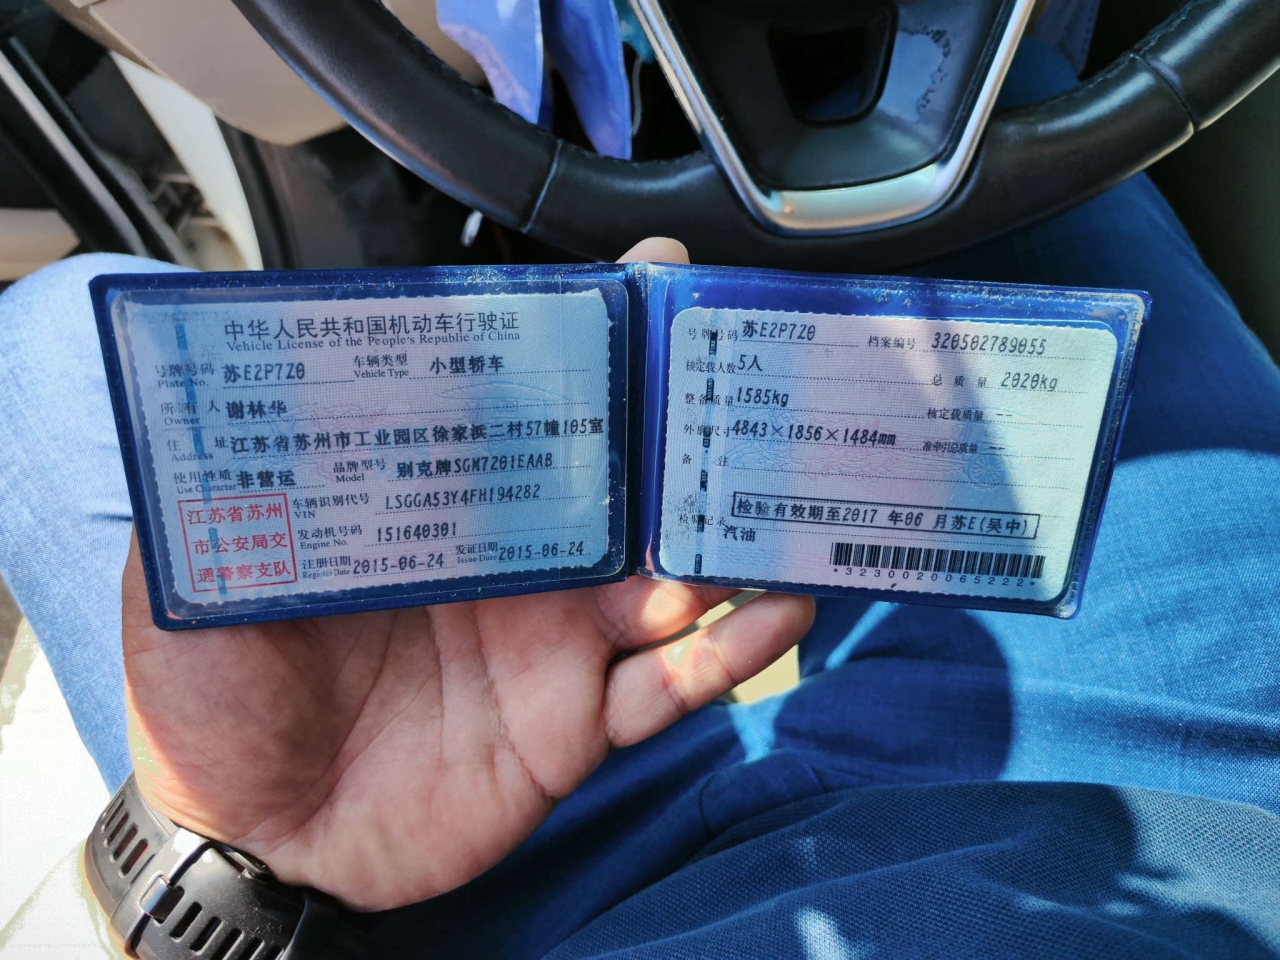 中华人民共和国机动车行驶证
Vehicle License of the People's Republic of China
号牌号码 苏E2P7Z0 车辆类型 小型轿车
Plate No. Vehicle Type
所有人 谢林华
Owner
住址 江苏省苏州市工业园区徐家浜二村57幢105室
Address
使用性质 非营运 品牌型号 别克牌SGM7201EAAB
Use Character Model
江苏省苏州
市公安局交
通警察支队
车辆识别代号 LSGGA53Y4FH194282
VIN
发动机号码 151640301
Engine No.
注册日期 2015-06-24 发证日期 2015-06-24
Register Date Issue Date
号牌号码 苏E2P7Z0 档案编号 320502789055
核定载人数 5人 总质量 2020kg
整备质量 1585kg 核定载质量 --
外廓尺寸 4843×1856×1484mm 准牵引总质量 --
备注
检验有效期至2017 年06 月苏E(吴中)
检验记录
汽油
*3230020065222*